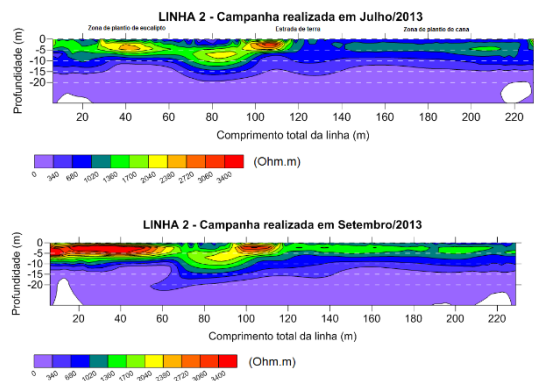 LINHA 2 - Campanha realizada em Julho/2013
Zona de plantio de eucalipto Estrada de terra Zona de plantio de cana
Profundidade (m)
0
-5
-10
-15
-20
20 40 60 80 100 120 140 160 180 200 220
Comprimento total da linha (m)
(Ohm.m)
0 340 680 1020 1360 1700 2040 2380 2720 3060 3400
LINHA 2 - Campanha realizada em Setembro/2013
Profundidade (m)
0
-5
-10
-15
-20
20 40 60 80 100 120 140 160 180 200 220
Comprimento total da linha (m)
(Ohm.m)
0 340 680 1020 1360 1700 2040 2380 2720 3060 3400